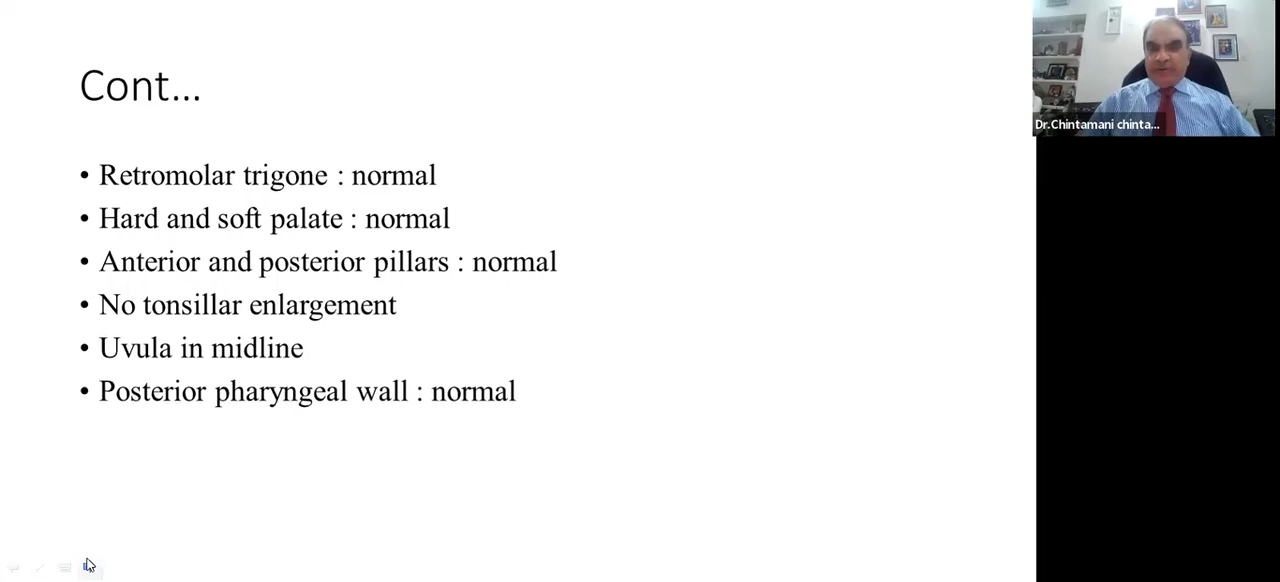 Cont...
• Retromolar trigone : normal
• Hard and soft palate : normal
• Anterior and posterior pillars : normal
• No tonsillar enlargement
• Uvula in midline
• Posterior pharyngeal wall : normal
Dr.Chintamani chinta...